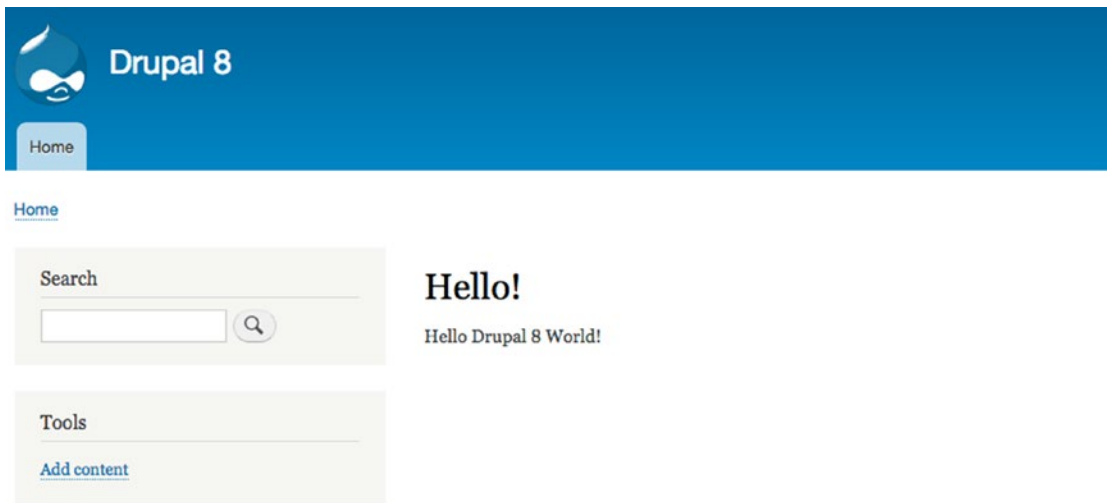 Drupal 8
Home
Home
Search
Hello!
Hello Drupal 8 World!
Tools
Add content